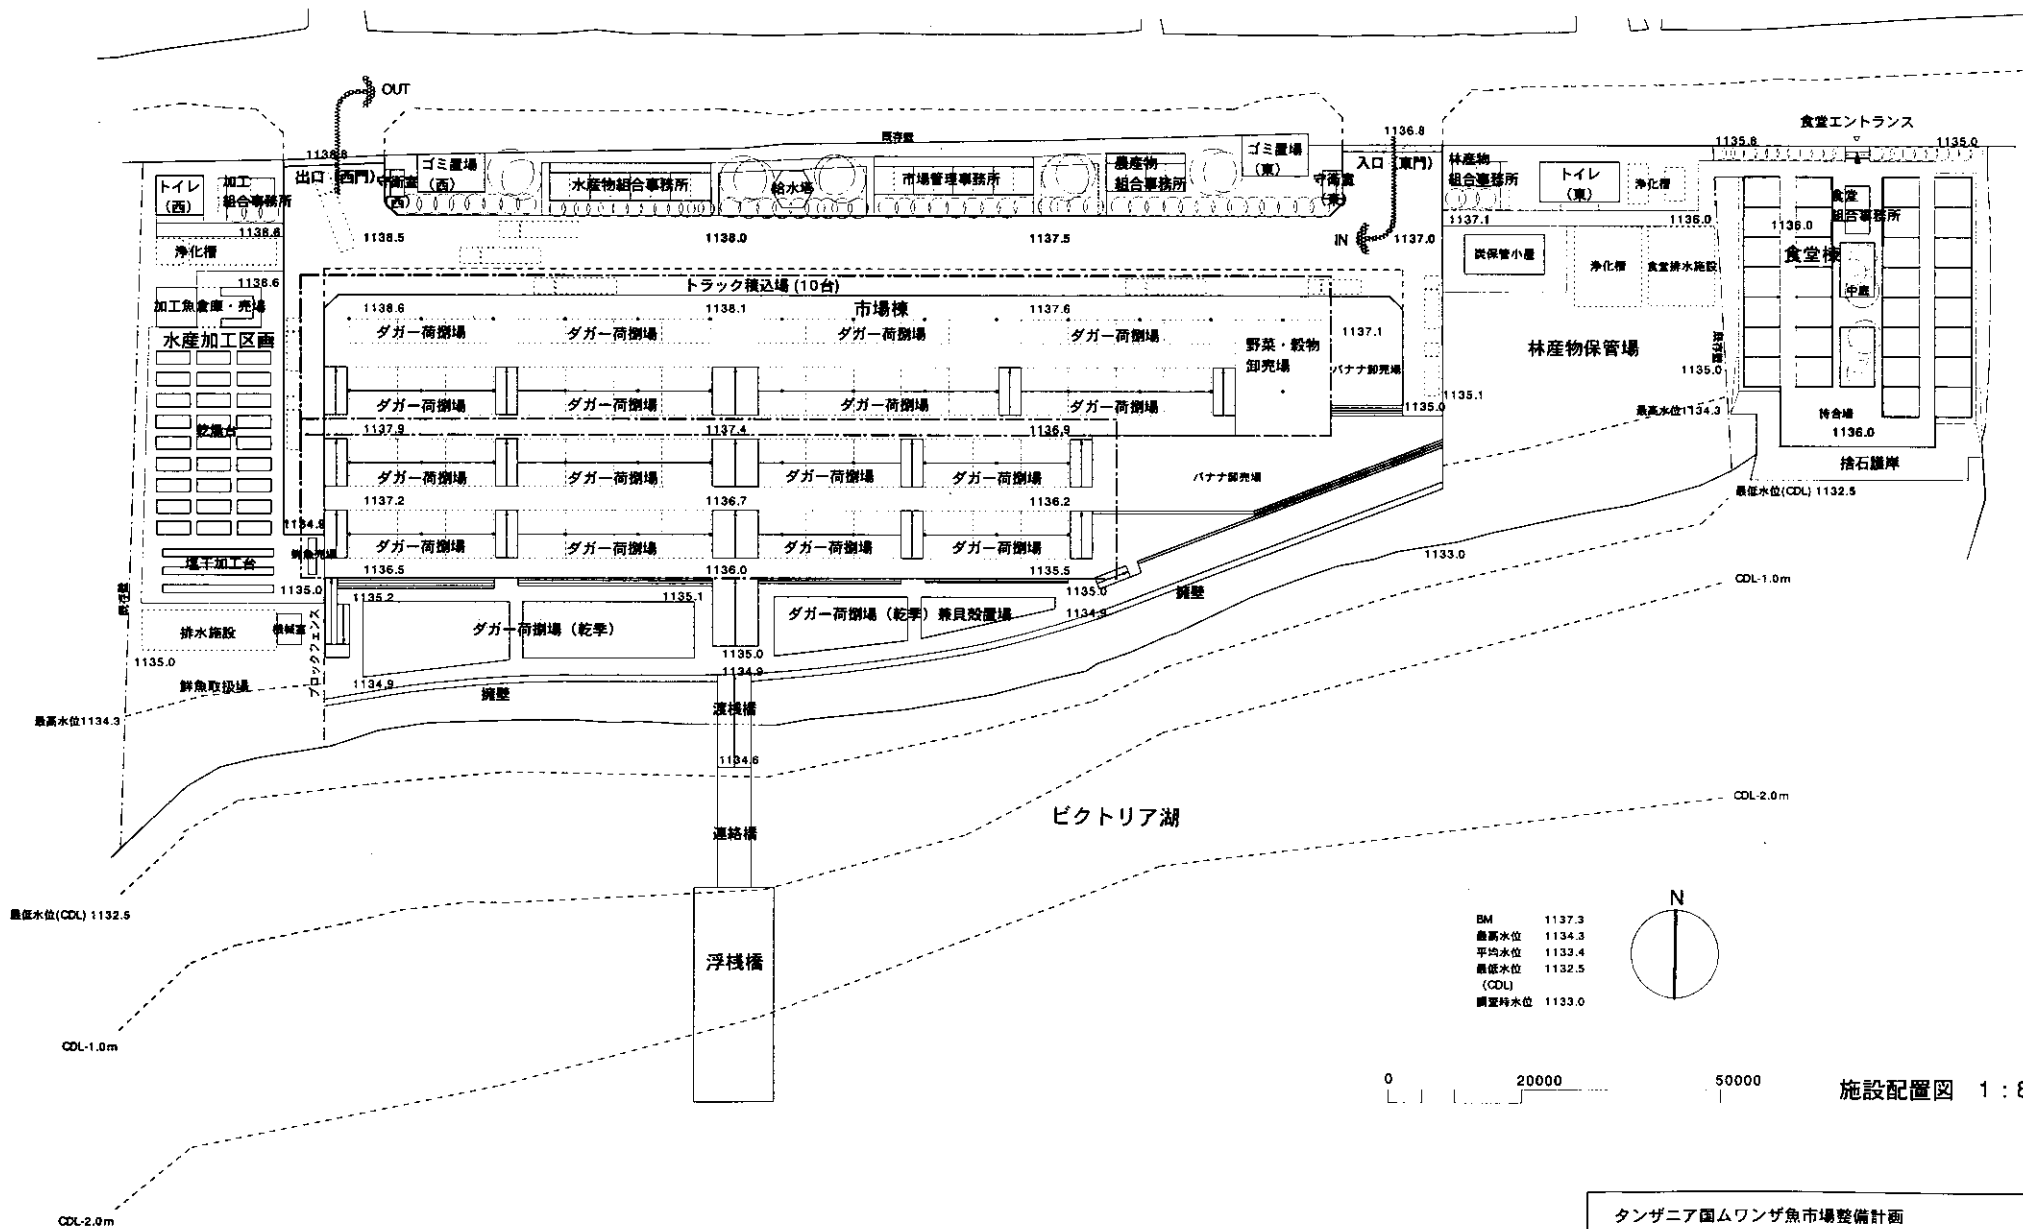 OUT
食堂エントランス
既存壁
1136.8
1135.8
1135.0
1138.8
トイレ
(西)
加工
組合事務所
出口 (西門)
守衛室
(西)
ゴミ置場
(西)
水産物組合事務所
給水塔
市場管理事務所
農産物
組合事務所
ゴミ置場
(東)
守衛室
(東)
入口 (東門)
林産物
組合事務所
トイレ
(東)
浄化槽
食堂
組合事務所
1138.6
1138.5
1138.0
1137.5
IN
1137.0
1137.1
1136.0
1136.0
食堂棟
浄化槽
炭保管小屋
浄化槽
食堂排水施設
1138.6
トラック積込場 (10台)
中庭
加工魚倉庫・売場
1138.6
1138.1
市場棟
1137.6
1137.1
水産加工区画
ダガー荷捌場
ダガー荷捌場
ダガー荷捌場
ダガー荷捌場
野菜・穀物
卸売場
バナナ卸売場
林産物保管場
既存壁
1135.0
1135.1
ダガー荷捌場
ダガー荷捌場
ダガー荷捌場
ダガー荷捌場
1135.0
最高水位1134.3
待合場
乾燥台
1137.9
1137.4
1136.9
1136.0
捨石護岸
ダガー荷捌場
ダガー荷捌場
ダガー荷捌場
ダガー荷捌場
バナナ卸売場
最低水位(CDL) 1132.5
1137.2
1136.7
1136.2
1134.9
鮮魚売場
ダガー荷捌場
ダガー荷捌場
ダガー荷捌場
ダガー荷捌場
1133.0
塩干加工台
1136.5
1136.0
1135.5
CDL-1.0m
1135.0
1135.2
1135.1
1135.0
擁壁
既存壁
排水施設
機械室
ブロックフェンス
ダガー荷捌場 (乾季)
ダガー荷捌場 (乾季) 兼貝殻置場
1134.9
1135.0
1135.0
1134.9
鮮魚取扱場
1134.9
擁壁
最高水位1134.3
渡桟橋
1134.6
CDL-2.0m
ビクトリア湖
連絡橋
最低水位(CDL) 1132.5
浮桟橋
N
BM 1137.3
最高水位 1134.3
平均水位 1133.4
最低水位 1132.5
(CDL)
調査時水位 1133.0
CDL-1.0m
0 20000 50000
施設配置図 1:8
CDL-2.0m
タンザニア国ムワンザ魚市場整備計画